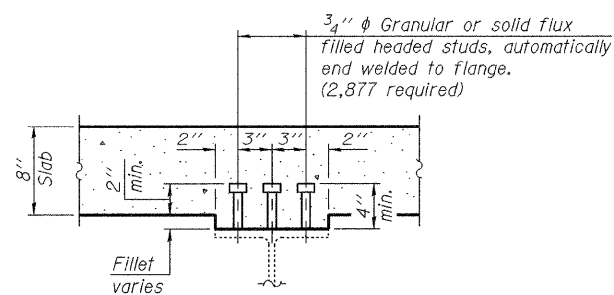 3/4" ϕ Granular or solid flux
filled headed studs, automatically
end welded to flange.
(2,877 required)
2" 3" 3" 2"
8"
Slab
2"
min.
4"
min.
Fillet
varies